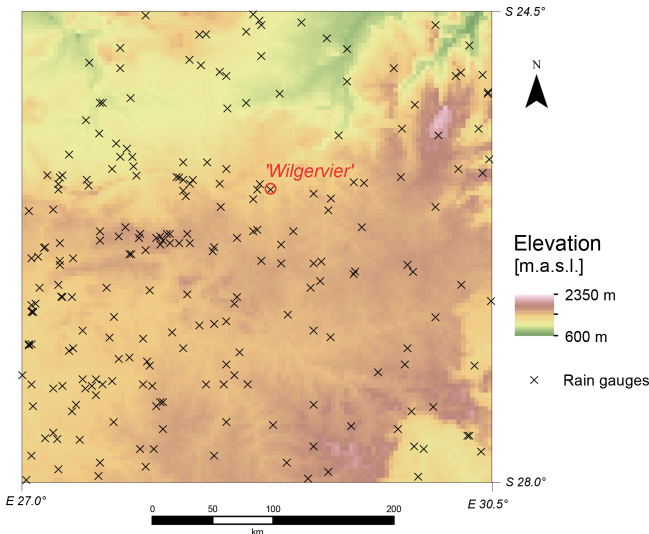 S 24.5°
N
'Wilgervier'
Elevation
[m.a.s.l.]
2350 m
600 m
Rain gauges
S 28.0°
E 27.0°
E 30.5°
0 50 100 200
km